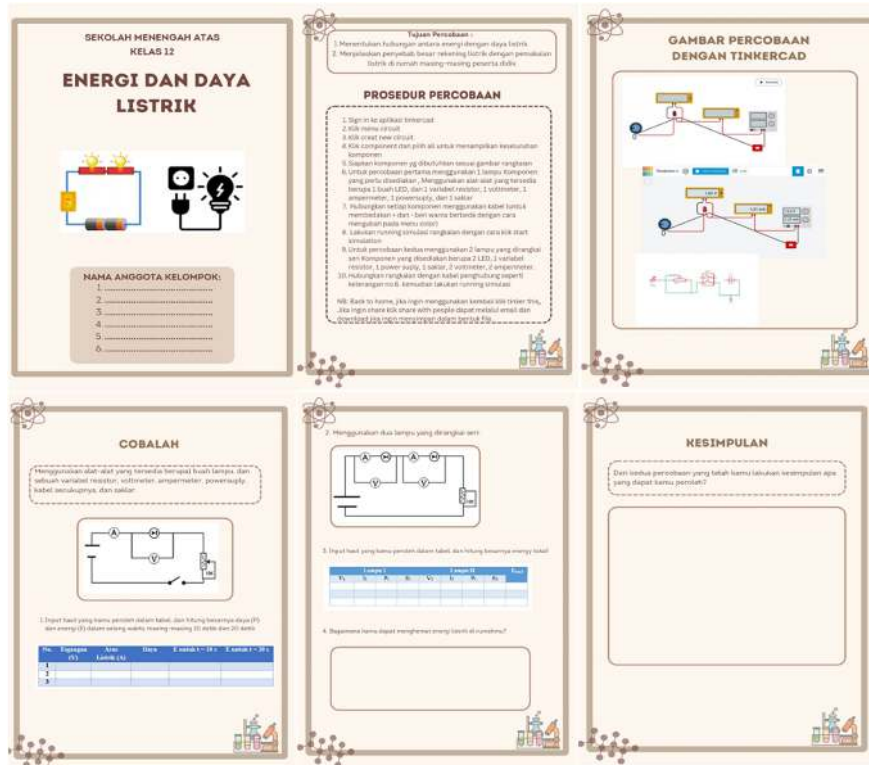 SEKOLAH MENENGAH ATAS
KELAS 12
ENERGI DAN DAYA
LISTRIK
NAMA ANGGOTA KELOMPOK:
1.
2.
3.
4.
5.
6.
Tujuan Percobaan :
1. Menentukan hubungan antara energi dengan daya listrik.
2. Menjelaskan penyebab besar rekening listrik dengan pemakaian
listrik di rumah masing-masing peserta didik
PROSEDUR PERCOBAAN
1. Sign in ke aplikasi tinkercad
2. Klik menu circuit
3. Klik creat new circuit
4. Klik component dan pilih all untuk menampilkan keseluruhan
komponen
5. Siapkan komponen yg dibutuhkan sesuai gambar rangkaian
6. Untuk percobaan pertama menggunakan 1 lampu Komponen
yang perlu disediakan , Menggunakan alat-alat yang tersedia
berupa 1 buah LED, dan 1 variabel resistor, 1 voltmeter, 1
ampermeter, 1 powersuply, dan 1 saklar
7. Hubungkan setiap komponen menggunakan kabel (untuk
membedakan + dan - beri warna berbeda dengan cara
mengubah pada menu color)
8. Lakukan running simulasi rangkaian dengan cara klik start
simulation
9. Untuk percobaan kedua menggunakan 2 lampu yang dirangkai
seri Komponen yang disediakan berupa 2 LED, 1 variabel
resistor, 1 power suply, 1 saklar, 2 voltmeter, 2 ampermeter.
10. Hubungkan rangkaian dengan kabel penghubung seperti
keterangan no.6. kemudian lakukan running simulasi
NB: Back to home, jika ingin menggunakan kembali klik tinker this,
Jika ingin share klik share with people dapat melalui email dan
download jika ingin menyimpan dalam bentuk file
GAMBAR PERCOBAAN
DENGAN TINKERCAD
COBALAH
Menggunakan alat-alat yang tersedia berupa1 buah lampu, dan
sebuah variabel resistor, voltmeter, ampermeter, powersuply,
kabel secukupnya, dan saklar.
A
V
1. Input hasil yang kamu peroleh dalam tabel, dan hitung besarnya daya (P)
dan energi (E) dalam selang waktu masing-masing 10 detik dan 20 detik
No. Tegangan (V) Arus Listrik (A) Daya E untuk t = 10 s E untuk t = 20 s
1
2
3
2. Menggunakan dua lampu yang dirangkai seri
A A
V V
3. Input hasil yang kamu peroleh dalam tabel, dan hitung besarnya energy total!
Lampu I Lampu II
4. Bagaimana kamu dapat menghemat energi listrik di rumahmu?
KESIMPULAN
Dari kedua percobaan yang telah kamu lakukan kesimpulan apa
yang dapat kamu peroleh?